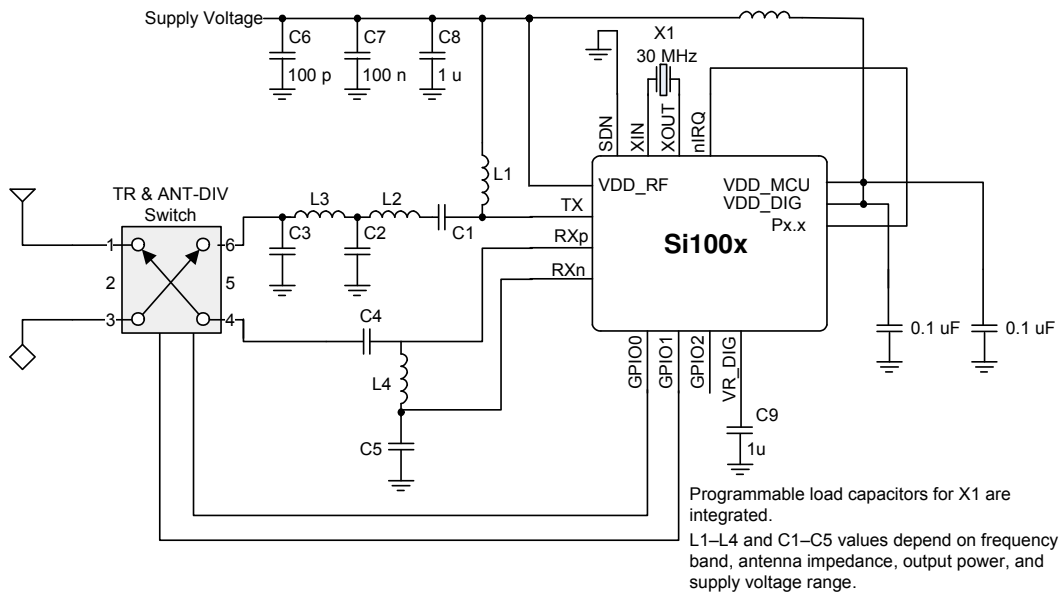 Supply Voltage
C6
C7
C8
X1
100 p
100 n
1 u
30 MHz
SDN
XIN
XOUT
nIRQ
TR & ANT-DIV
Switch
L3
L2
L1
VDD_RF
VDD_MCU
VDD_DIG
TX
Px.x
1
6
C3
C2
C1
RXp
Si100x
2
5
RXn
3
4
C4
0.1 uF
0.1 uF
L4
GPIO0
GPIO1
GPIO2
VR_DIG
C9
C5
1u
Programmable load capacitors for X1 are
integrated.
L1–L4 and C1–C5 values depend on frequency
band, antenna impedance, output power, and
supply voltage range.